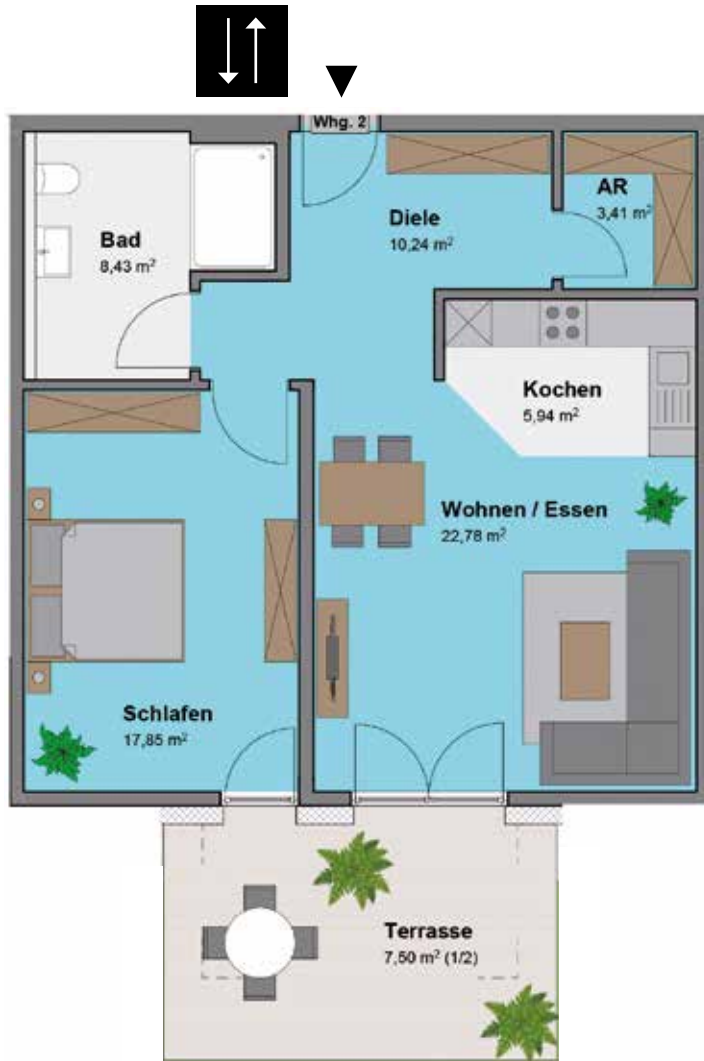 Whg. 2
AR
3,41 m²
Diele
10,24 m²
Bad
8,43 m²
Kochen
5,94 m²
Wohnen / Essen
22,78 m²
Schlafen
17,85 m²
Terrasse
7,50 m² (1/2)